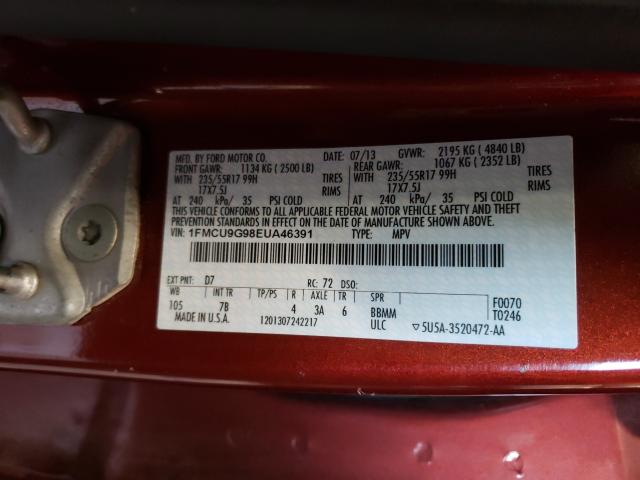 MFD. BY FORD MOTOR CO. DATE: 07/13 GVWR: 2195 KG ( 4840 LB)
FRONT GAWR: 1134 KG ( 2500 LB) REAR GAWR: 1067 KG ( 2352 LB)
WITH 235/55R17 99H TIRES WITH 235/55R17 99H TIRES
17X7.5J RIMS 17X7.5J RIMS
AT 240 kPa/ 35 PSI COLD AT 240 kPa/ 35 PSI COLD
THIS VEHICLE CONFORMS TO ALL APPLICABLE FEDERAL MOTOR VEHICLE SAFETY AND THEFT
PREVENTION STANDARDS IN EFFECT ON THE DATE OF MANUFACTURE SHOWN ABOVE.
VIN: 1FMCU9G98EUA46391 TYPE: MPV
EXT PNT: D7 RC: 72 DSO:
WB INT TR TP/PS R AXLE TR SPR F0070
105 7B 4 3A 6 BBMM T0246
MADE IN U.S.A. 1201307242217 ULC ▽5U5A-3520472-AA